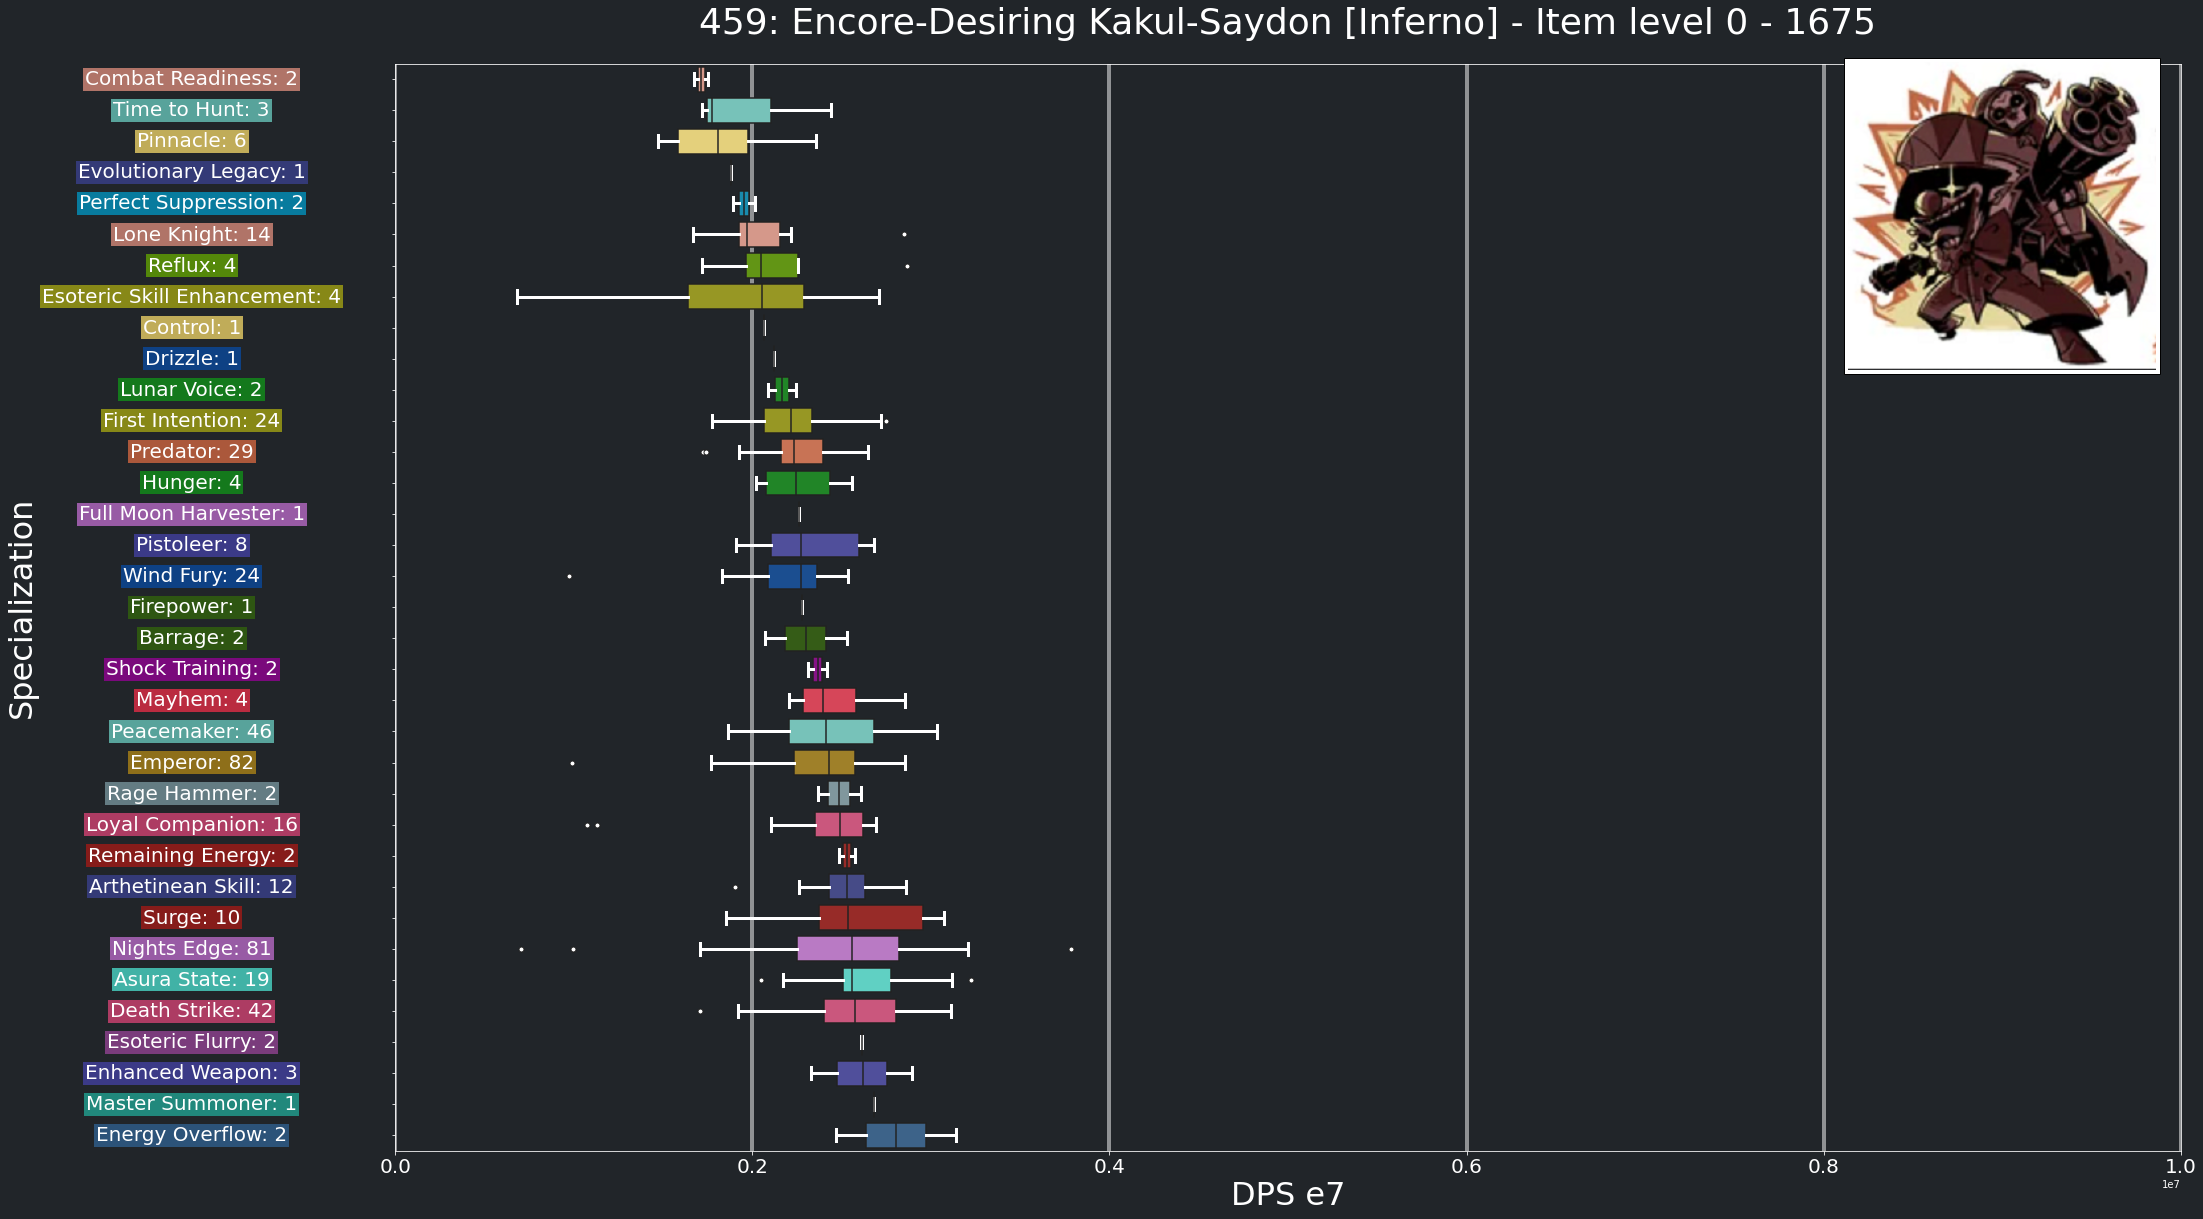 459: Encore-Desiring Kakul-Saydon [Inferno] - Item level 0 - 1675
Combat Readiness: 2
Time to Hunt: 3
Pinnacle: 6
Evolutionary Legacy: 1
Perfect Suppression: 2
Lone Knight: 14
Reflux: 4
Esoteric Skill Enhancement: 4
Control: 1
Drizzle: 1
Lunar Voice: 2
First Intention: 24
Predator: 29
Hunger: 4
Full Moon Harvester: 1
Pistoleer: 8
Wind Fury: 24
Firepower: 1
Barrage: 2
Shock Training: 2
Mayhem: 4
Peacemaker: 46
Emperor: 82
Rage Hammer: 2
Loyal Companion: 16
Remaining Energy: 2
Arthetinean Skill: 12
Surge: 10
Nights Edge: 81
Asura State: 19
Death Strike: 42
Esoteric Flurry: 2
Enhanced Weapon: 3
Master Summoner: 1
Energy Overflow: 2
Specialization
0.0 0.2 0.4 0.6 0.8 1.0
1e7
DPS e7